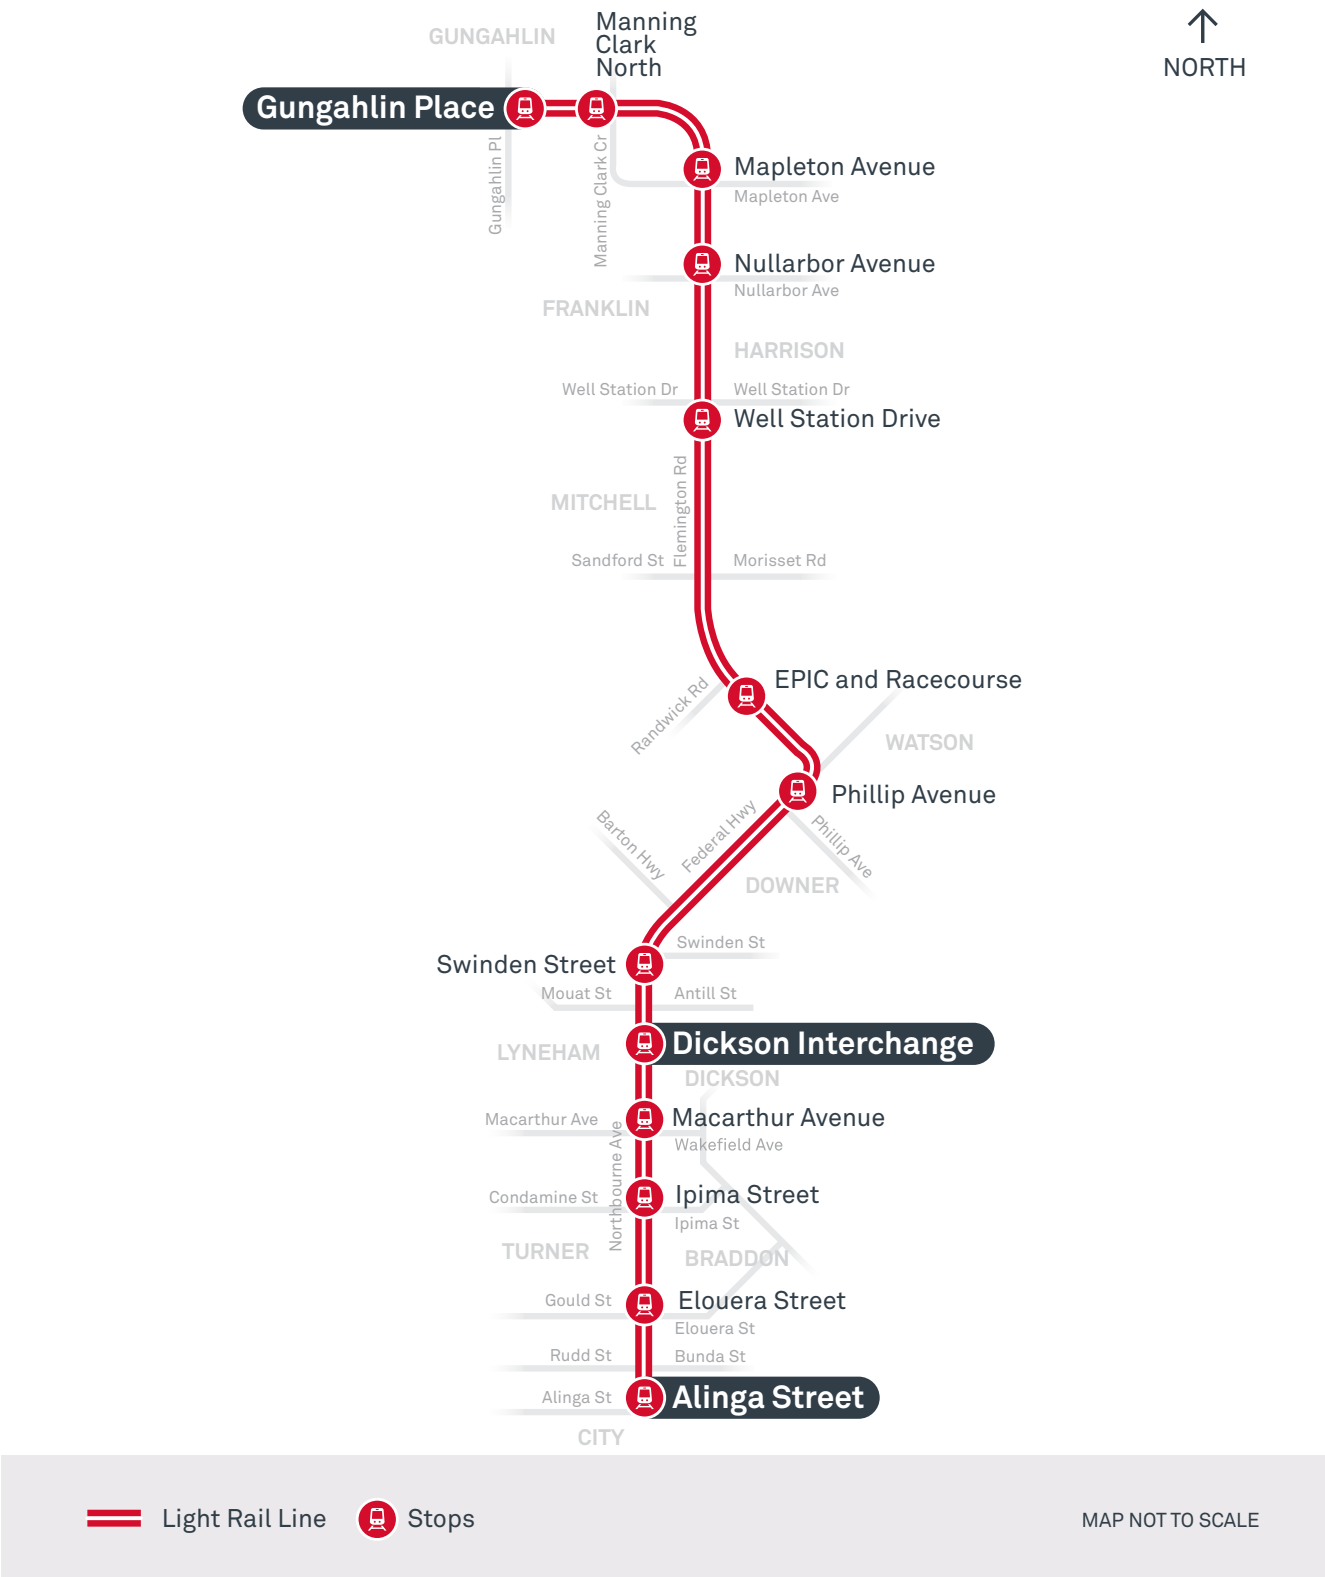 GUNGAHLIN
Manning
Clark
North
NORTH
Gungahlin Place
Gungahlin Pl
Manning Clark Cr
Mapleton Avenue
Mapleton Ave
Nullarbor Avenue
Nullarbor Ave
FRANKLIN
HARRISON
Well Station Dr
Well Station Dr
Well Station Drive
Flemington Rd
MITCHELL
Sandford St
Morisset Rd
EPIC and Racecourse
Randwick Rd
WATSON
Phillip Avenue
Barton Hwy
Federal Hwy
Phillip Ave
DOWNER
Swinden St
Swinden Street
Mouat St
Antill St
Dickson Interchange
LYNEHAM
DICKSON
Macarthur Ave
Macarthur Avenue
Wakefield Ave
Northbourne Ave
Condamine St
Ipima Street
Ipima St
TURNER
BRADDON
Gould St
Elouera Street
Elouera St
Rudd St
Bunda St
Alinga St
Alinga Street
CITY
Light Rail Line
Stops
MAP NOT TO SCALE